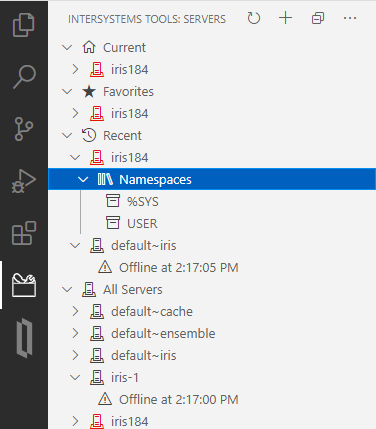 INTERSYSTEMS TOOLS: SERVERS
Current
iris184
Favorites
iris184
Recent
iris184
Namespaces
%SYS
USER
default~iris
Offline at 2:17:05 PM
All Servers
default~cache
default~ensemble
default~iris
iris-1
Offline at 2:17:00 PM
iris184